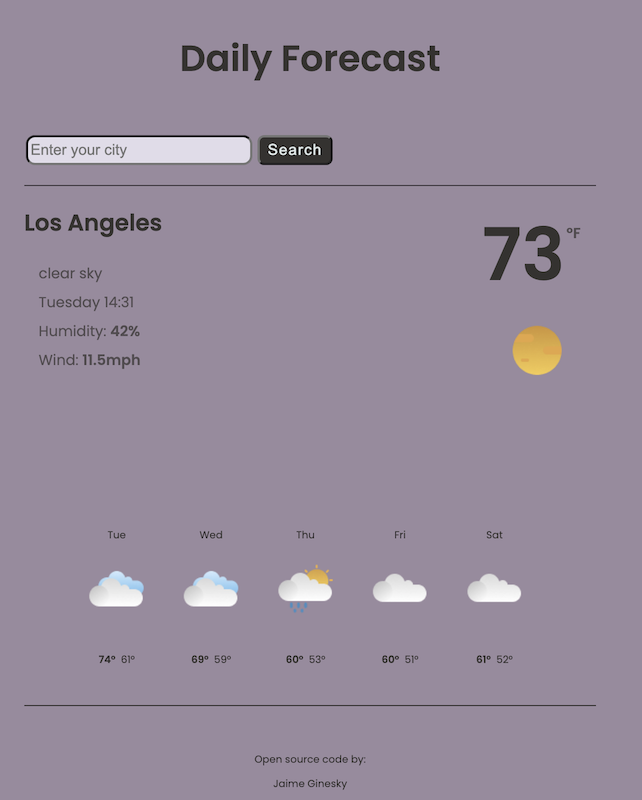 Daily Forecast
Enter your city
Search
Los Angeles
73 °F
clear sky
Tuesday 14:31
Humidity: 42%
Wind: 11.5mph
Tue Wed Thu Fri Sat
74° 61° 69° 59° 60° 53° 60° 51° 61° 52°
Open source code by:
Jaime Ginesky